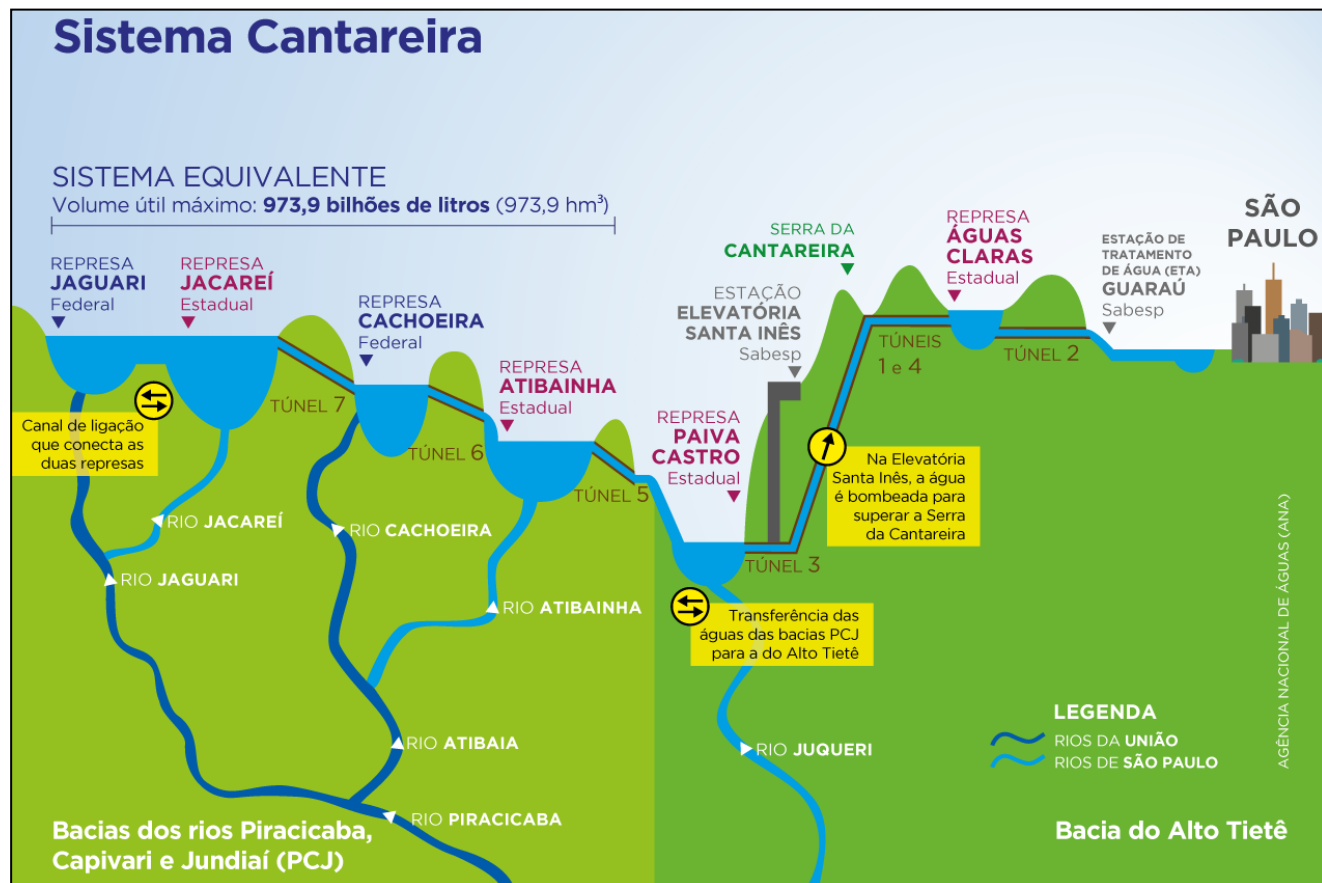 Sistema Cantareira
SISTEMA EQUIVALENTE
Volume útil máximo: 973,9 bilhões de litros (973,9 hm³)
REPRESA
JAGUARI
Federal
REPRESA
JACAREÍ
Estadual
REPRESA
CACHOEIRA
Federal
REPRESA
ATIBAINHA
Estadual
REPRESA
PAIVA
CASTRO
Estadual
ESTAÇÃO
ELEVATÓRIA
SANTA INÊS
Sabesp
SERRA DA
CANTAREIRA
REPRESA
ÁGUAS
CLARAS
Estadual
ESTAÇÃO DE
TRATAMENTO
DE ÁGUA (ETA)
GUARAÚ
Sabesp
SÃO
PAULO
TÚNEL 7
TÚNEL 6
TÚNEL 5
TÚNEL 3
TÚNEIS
1 e 4
TÚNEL 2
Canal de ligação
que conecta as
duas represas
Na Elevatória
Santa Inês, a água
é bombeada para
superar a Serra
da Cantareira
Transferência das
águas das bacias PCJ
para a do Alto Tietê
RIO JACAREÍ
RIO JAGUARI
RIO CACHOEIRA
RIO ATIBAINHA
RIO ATIBAIA
RIO PIRACICABA
RIO JUQUERI
LEGENDA
RIOS DA UNIÃO
RIOS DE SÃO PAULO
Bacias dos rios Piracicaba,
Capivari e Jundiaí (PCJ)
Bacia do Alto Tietê
AGÊNCIA NACIONAL DE ÁGUAS (ANA)